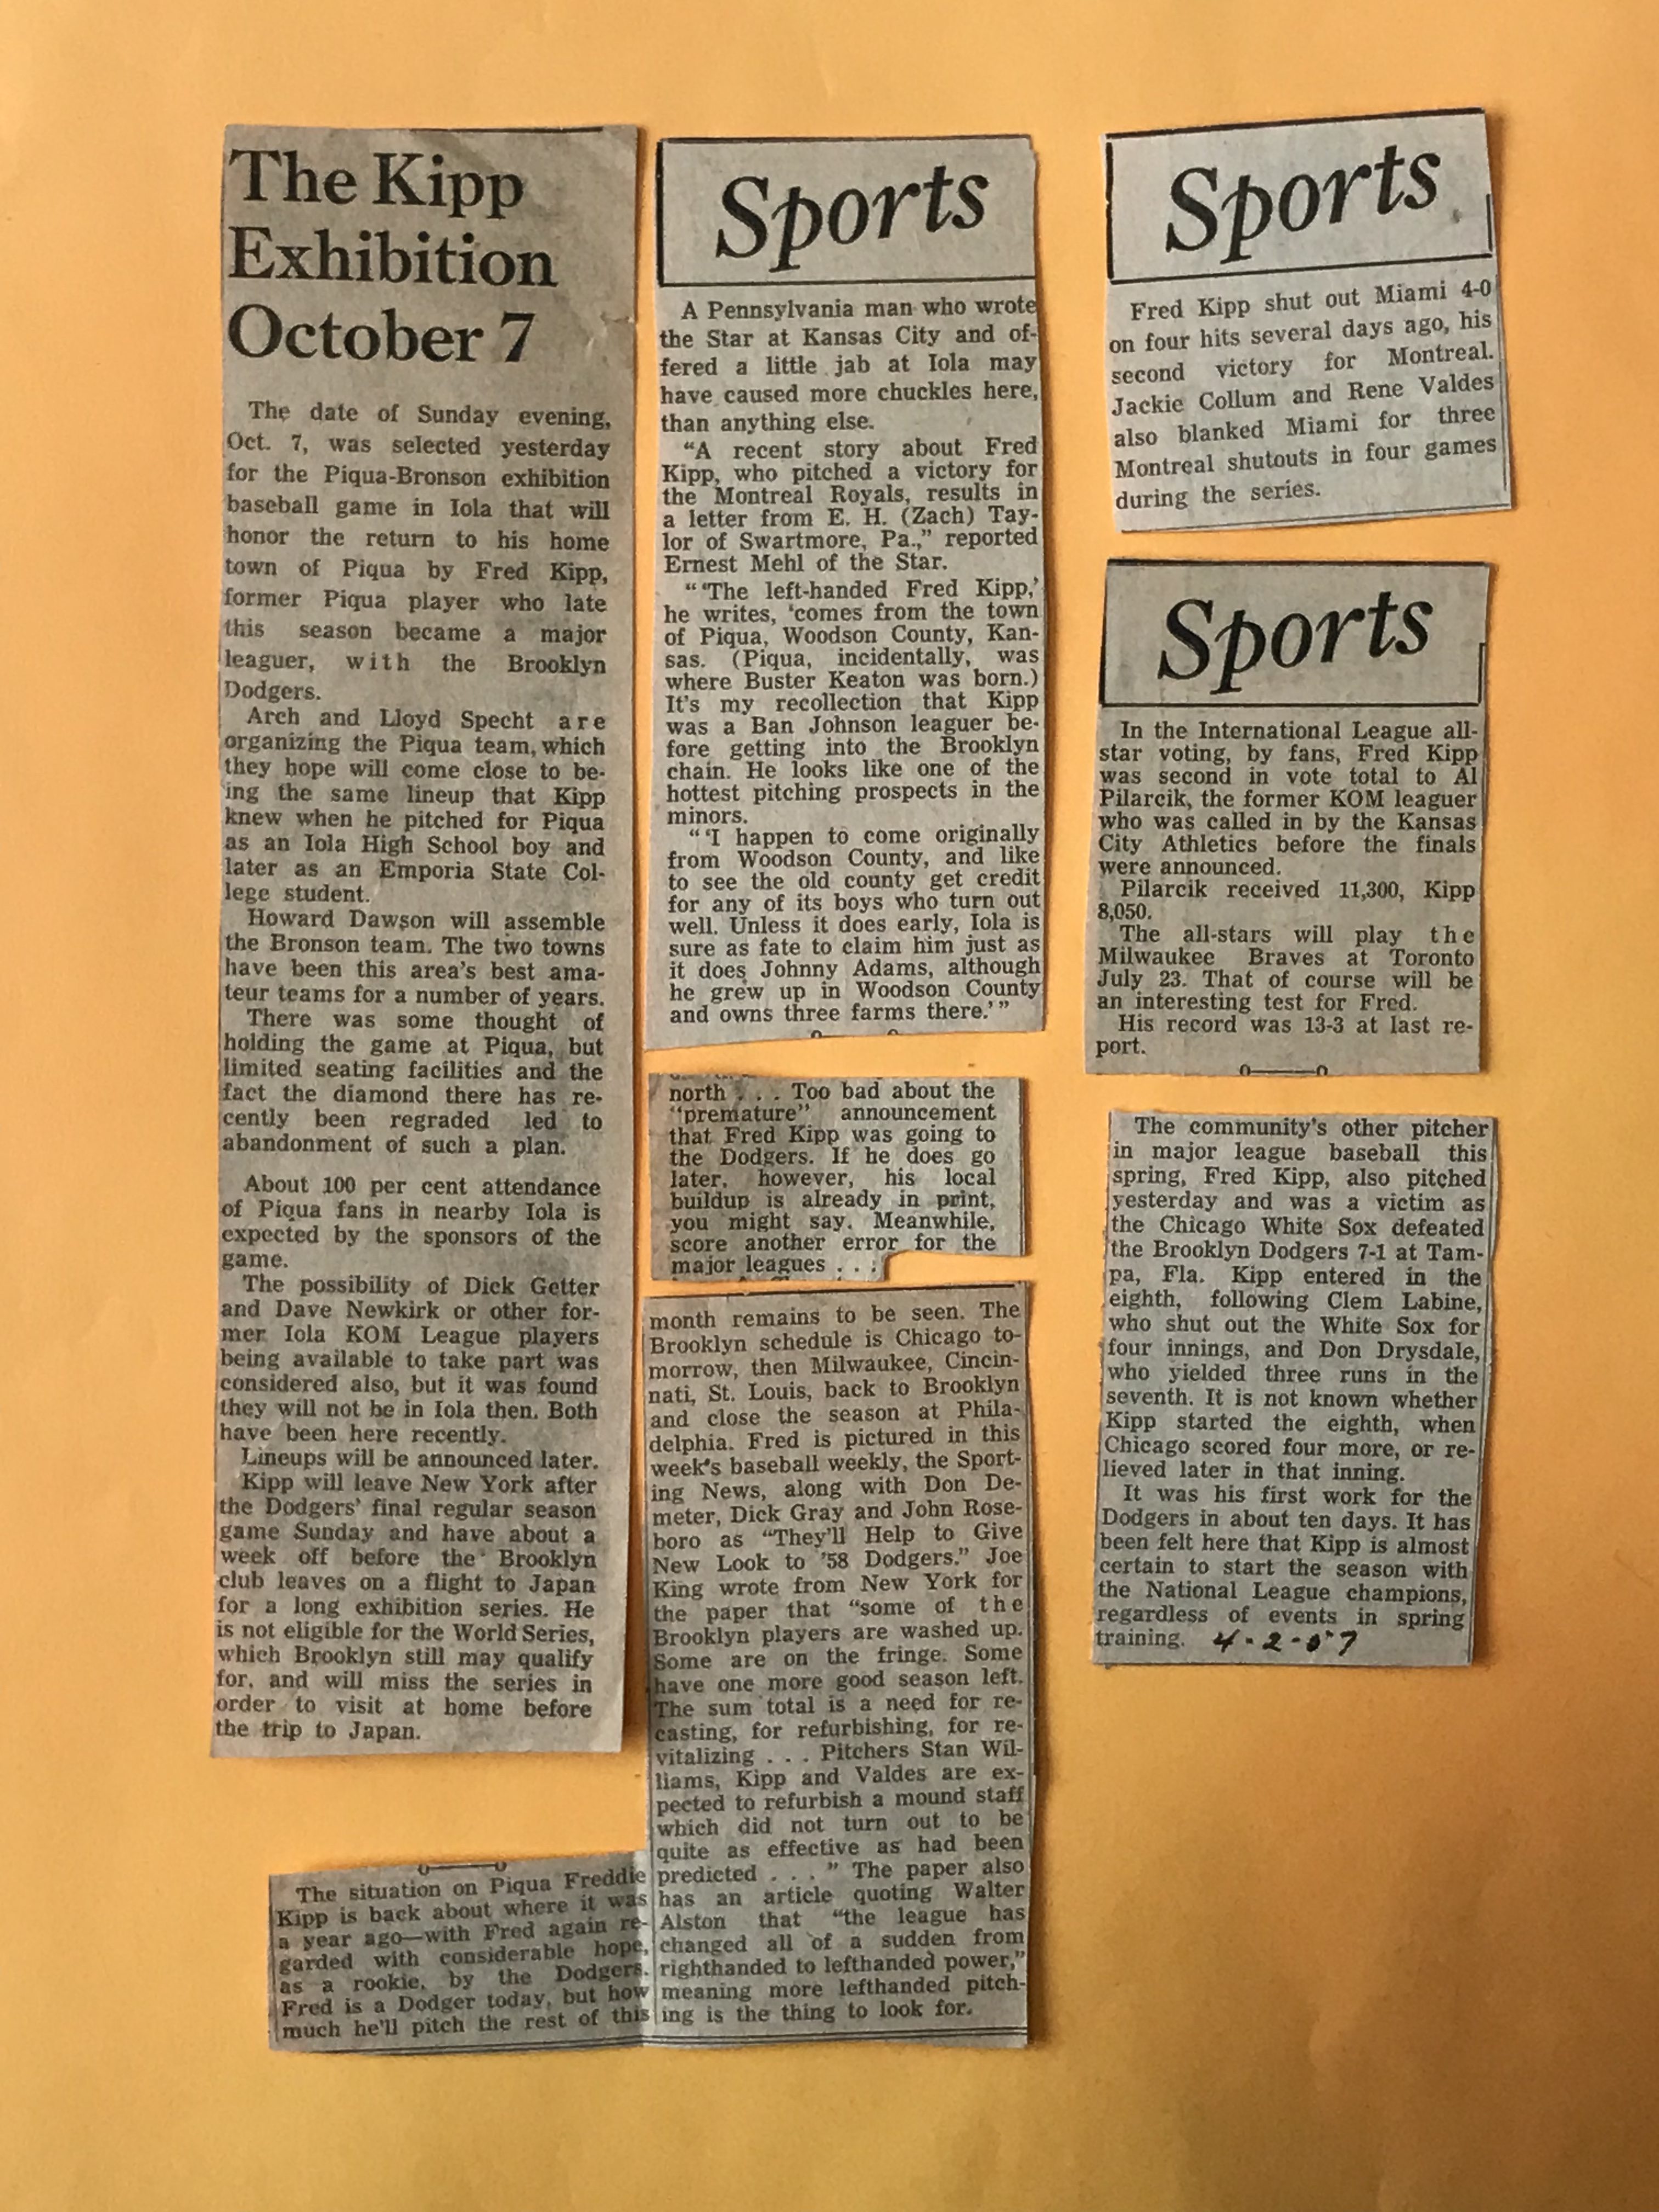 The Kipp
Exhibition
October 7
The date of Sunday evening,
Oct. 7, was selected yesterday
for the Piqua-Bronson exhibition
baseball game in Iola that will
honor the return to his home
town of Piqua by Fred Kipp,
former Piqua player who late
this season became a major
leaguer, with the Brooklyn
Dodgers.
Arch and Lloyd Specht are
organizing the Piqua team, which
they hope will come close to be-
ing the same lineup that Kipp
knew when he pitched for Piqua
as an Iola High School boy and
later as an Emporia State Col-
lege student.
Howard Dawson will assemble
the Bronson team. The two towns
have been this area's best ama-
teur teams for a number of years.
There was some thought of
holding the game at Piqua, but
limited seating facilities and the
fact the diamond there has re-
cently been regraded led to
abandonment of such a plan.
About 100 per cent attendance
of Piqua fans in nearby Iola is
expected by the sponsors of the
game.
The possibility of Dick Getter
and Dave Newkirk or other for-
mer Iola KOM League players
being available to take part was
considered also, but it was found
they will not be in Iola then. Both
have been here recently.
Lineups will be announced later.
Kipp will leave New York after
the Dodgers' final regular season
game Sunday and have about a
week off before the Brooklyn
club leaves on a flight to Japan
for a long exhibition series. He
is not eligible for the World Series,
which Brooklyn still may qualify
for, and will miss the series in
order to visit at home before
the trip to Japan.
Sports
A Pennsylvania man who wrote
the Star at Kansas City and of-
fered a little jab at Iola may
have caused more chuckles here,
than anything else.
"A recent story about Fred
Kipp, who pitched a victory for
the Montreal Royals, results in
a letter from E. H. (Zach) Tay-
lor of Swartmore, Pa.," reported
Ernest Mehl of the Star.
"'The left-handed Fred Kipp,'
he writes, 'comes from the town
of Piqua, Woodson County, Kan-
sas. (Piqua, incidentally, was
where Buster Keaton was born.)
It's my recollection that Kipp
was a Ban Johnson leaguer be-
fore getting into the Brooklyn
chain. He looks like one of the
hottest pitching prospects in the
minors.
"'I happen to come originally
from Woodson County, and like
to see the old county get credit
for any of its boys who turn out
well. Unless it does early, Iola is
sure as fate to claim him just as
it does Johnny Adams, although
he grew up in Woodson County
and owns three farms there.'"
north . . . Too bad about the
"premature" announcement
that Fred Kipp was going to
the Dodgers. If he does go
later, however, his local
buildup is already in print,
you might say. Meanwhile,
score another error for the
major leagues . . .
The situation on Piqua Freddie
Kipp is back about where it was
a year ago—with Fred again re-
garded with considerable hope,
as a rookie, by the Dodgers.
Fred is a Dodger today, but how
much he'll pitch the rest of this
month remains to be seen. The
Brooklyn schedule is Chicago to-
morrow, then Milwaukee, Cincin-
nati, St. Louis, back to Brooklyn
and close the season at Phila-
delphia. Fred is pictured in this
week's baseball weekly, the Sport-
ing News, along with Don De-
meter, Dick Gray and John Rose-
boro as "They'll Help to Give
New Look to '58 Dodgers." Joe
King wrote from New York for
the paper that "some of the
Brooklyn players are washed up.
Some are on the fringe. Some
have one more good season left.
The sum total is a need for re-
casting, for refurbishing, for re-
vitalizing . . . Pitchers Stan Wil-
liams, Kipp and Valdes are ex-
pected to refurbish a mound staff
which did not turn out to be
quite as effective as had been
predicted . . ." The paper also
has an article quoting Walter
Alston that "the league has
changed all of a sudden from
righthanded to lefthanded power,"
meaning more lefthanded pitch-
ing is the thing to look for.
Sports
Fred Kipp shut out Miami 4-0
on four hits several days ago, his
second victory for Montreal.
Jackie Collum and Rene Valdes
also blanked Miami for three
Montreal shutouts in four games
during the series.
Sports
In the International League all-
star voting, by fans, Fred Kipp
was second in vote total to Al
Pilarcik, the former KOM leaguer
who was called in by the Kansas
City Athletics before the finals
were announced.
Pilarcik received 11,300, Kipp
8,050.
The all-stars will play the
Milwaukee Braves at Toronto
July 23. That of course will be
an interesting test for Fred.
His record was 13-3 at last re-
port.
The community's other pitcher
in major league baseball this
spring, Fred Kipp, also pitched
yesterday and was a victim as
the Chicago White Sox defeated
the Brooklyn Dodgers 7-1 at Tam-
pa, Fla. Kipp entered in the
eighth, following Clem Labine,
who shut out the White Sox for
four innings, and Don Drysdale,
who yielded three runs in the
seventh. It is not known whether
Kipp started the eighth, when
Chicago scored four more, or re-
lieved later in that inning.
It was his first work for the
Dodgers in about ten days. It has
been felt here that Kipp is almost
certain to start the season with
the National League champions,
regardless of events in spring
training. 4-2-57